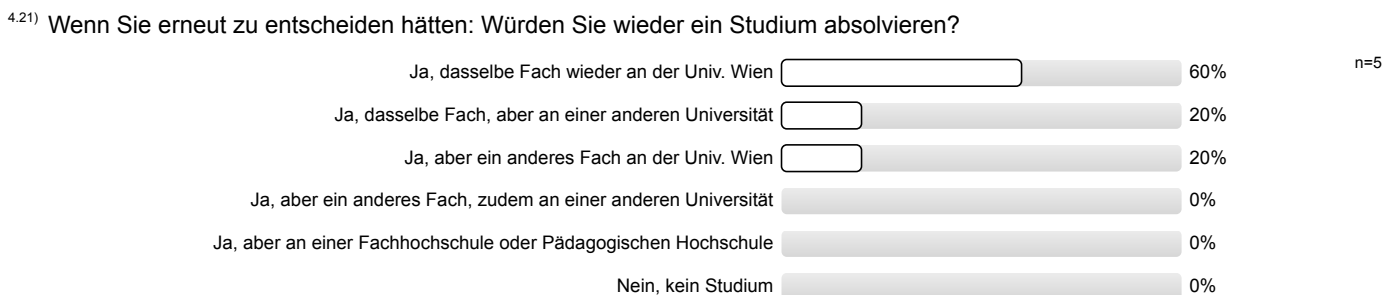 4.21) Wenn Sie erneut zu entscheiden hätten: Würden Sie wieder ein Studium absolvieren?
Ja, dasselbe Fach wieder an der Univ. Wien 60% n=5
Ja, dasselbe Fach, aber an einer anderen Universität 20%
Ja, aber ein anderes Fach an der Univ. Wien 20%
Ja, aber ein anderes Fach, zudem an einer anderen Universität 0%
Ja, aber an einer Fachhochschule oder Pädagogischen Hochschule 0%
Nein, kein Studium 0%